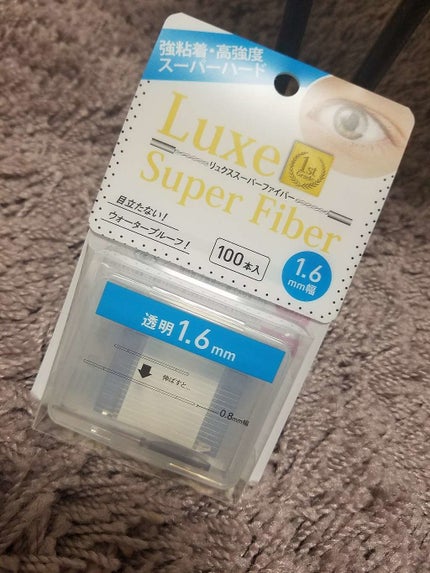 強粘着・高強度
スーパーハード
Luxe
1st
Grade
リュクススーパーファイバー
Super Fiber
目立たない!
ウォータープルーフ!
100本入
1.6
mm幅
透明1.6mm
伸ばすと…
0.8mm幅